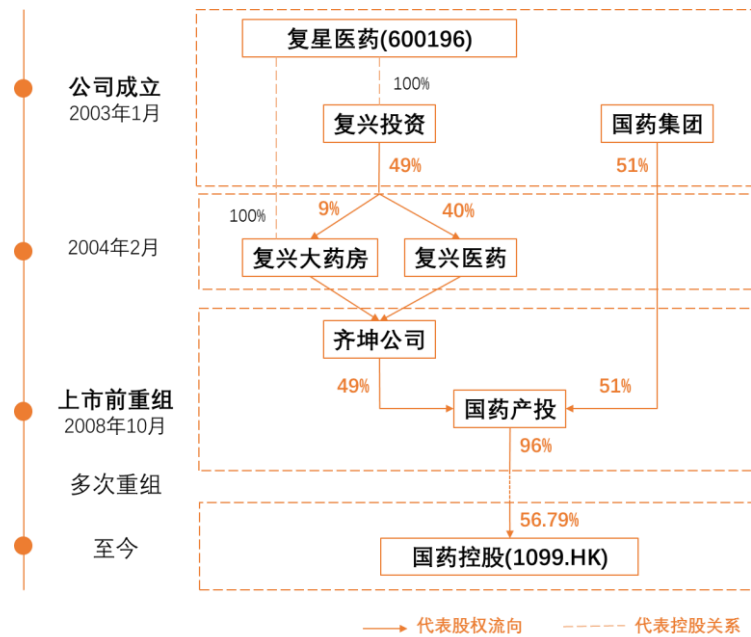 复星医药(600196)
公司成立
2003年1月
100%
复兴投资
国药集团
49%
51%
9%
40%
100%
2004年2月
复兴大药房
复兴医药
齐坤公司
上市前重组
2008年10月
49%
51%
国药产投
96%
多次重组
56.79%
至今
国药控股(1099.HK)
代表股权流向
代表控股关系